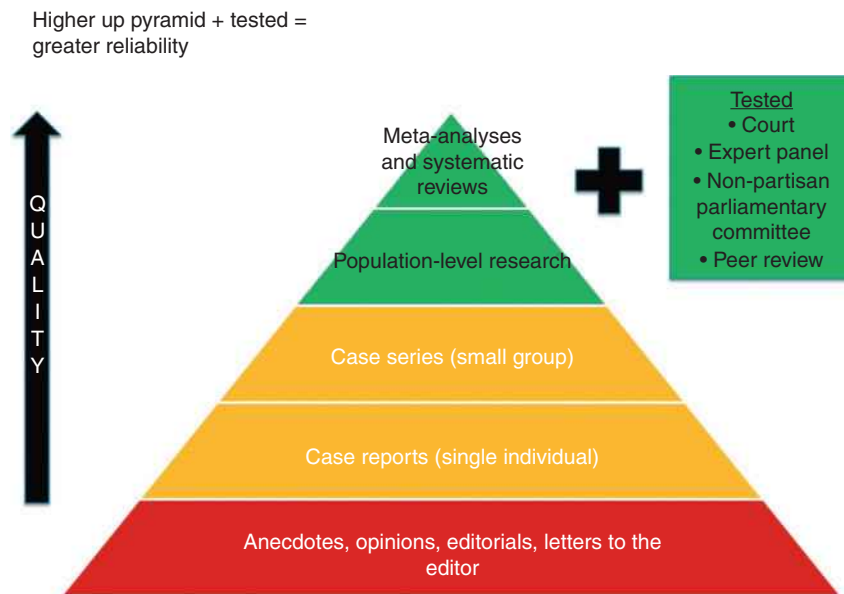 Higher up pyramid + tested =
greater reliability
QUALITY
Meta-analyses
and systematic
reviews
Population-level research
Case series (small group)
Case reports (single individual)
Anecdotes, opinions, editorials, letters to the
editor
Tested
• Court
• Expert panel
• Non-partisan
parliamentary
committee
• Peer review